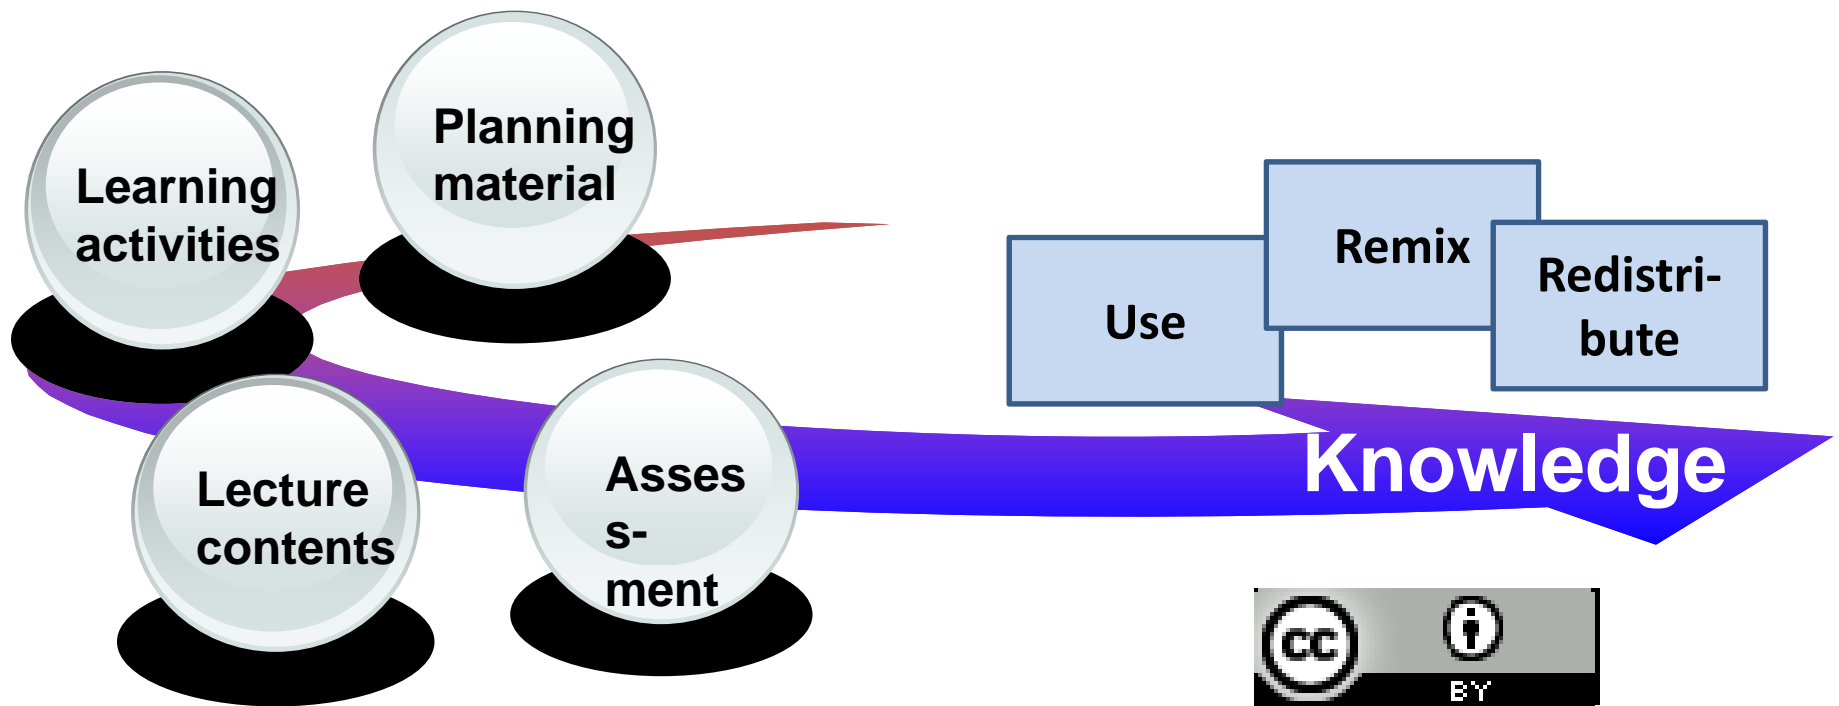 Planning
material
Learning
activities
Lecture
contents
Asses
s-
ment
Use
Remix
Redistri-
bute
Knowledge
CC
BY